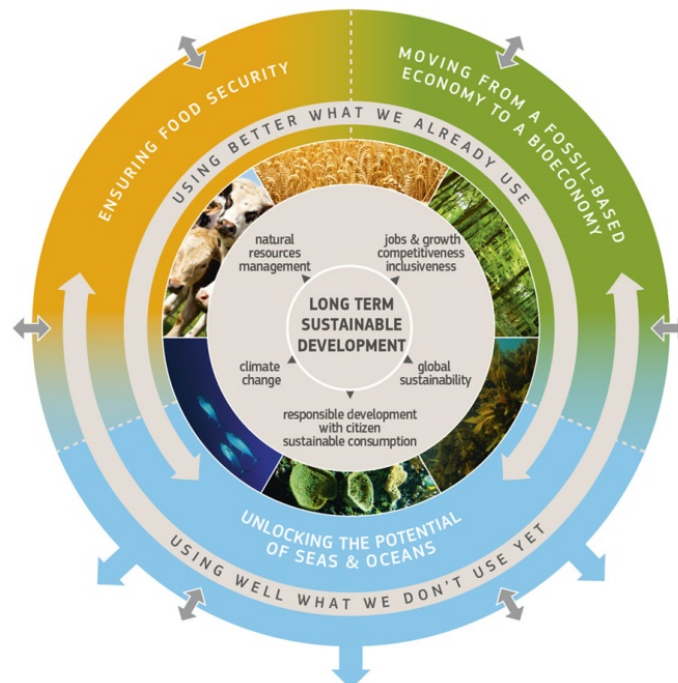 ENSURING FOOD SECURITY
MOVING FROM A FOSSIL-BASED
ECONOMY TO A BIOECONOMY
USING BETTER WHAT WE ALREADY USE
natural
resources
management
jobs & growth
competitiveness
inclusiveness
LONG TERM
SUSTAINABLE
DEVELOPMENT
climate
change
global
sustainability
responsible development
with citizen
sustainable consumption
UNLOCKING THE POTENTIAL
OF SEAS & OCEANS
USING WELL WHAT WE DON'T USE YET